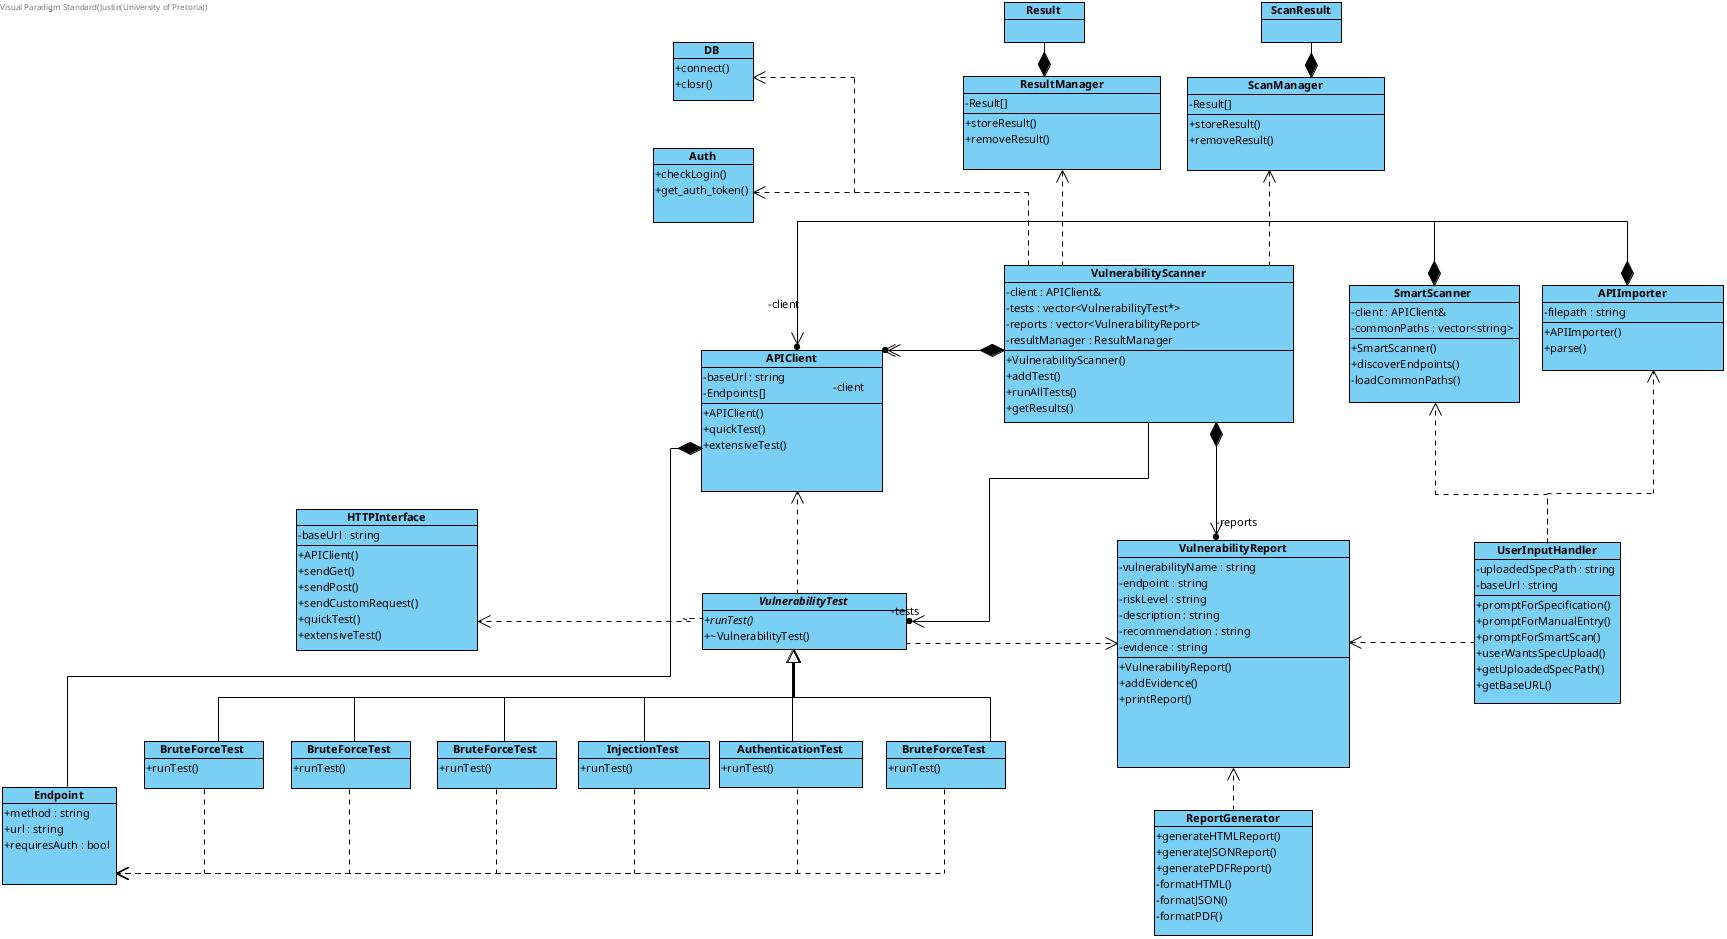 Visual Paradigm Standard(Justin(University of Pretoria))
Result
ScanResult
DB
+connect()
+closr()
ResultManager
-Result[]
+storeResult()
+removeResult()
ScanManager
-Result[]
+storeResult()
+removeResult()
Auth
+checkLogin()
+get_auth_token()
-client
VulnerabilityScanner
-client : APIClient&
-tests : vector<VulnerabilityTest*>
-reports : vector<VulnerabilityReport>
-resultManager : ResultManager
+VulnerabilityScanner()
+addTest()
+runAllTests()
+getResults()
SmartScanner
-client : APIClient&
-commonPaths : vector<string>
+SmartScanner()
+discoverEndpoints()
-loadCommonPaths()
APIImporter
-filepath : string
+APIImporter()
+parse()
APIClient
-baseUrl : string
-Endpoints[]
+APIClient()
+quickTest()
+extensiveTest()
-client
HTTPInterface
-baseUrl : string
+APIClient()
+sendGet()
+sendPost()
+sendCustomRequest()
+quickTest()
+extensiveTest()
VulnerabilityTest
+runTest()
+~VulnerabilityTest()
-tests
-reports
VulnerabilityReport
-vulnerabilityName : string
-endpoint : string
-riskLevel : string
-description : string
-recommendation : string
-evidence : string
+VulnerabilityReport()
+addEvidence()
+printReport()
UserInputHandler
-uploadedSpecPath : string
-baseUrl : string
+promptForSpecification()
+promptForManualEntry()
+promptForSmartScan()
+userWantsSpecUpload()
+getUploadedSpecPath()
+getBaseURL()
BruteForceTest
+runTest()
BruteForceTest
+runTest()
BruteForceTest
+runTest()
InjectionTest
+runTest()
AuthenticationTest
+runTest()
BruteForceTest
+runTest()
Endpoint
+method : string
+url : string
+requiresAuth : bool
ReportGenerator
+generateHTMLReport()
+generateJSONReport()
+generatePDFReport()
-formatHTML()
-formatJSON()
-formatPDF()